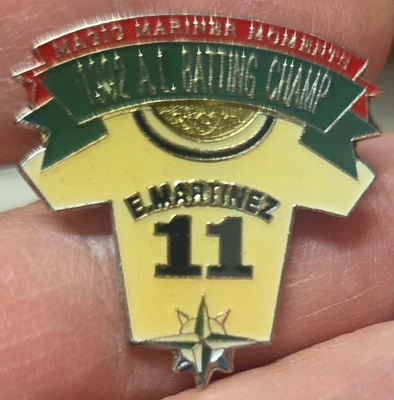 MAGIC MARINER MOMENTS
1992 A.L. BATTING CHAMP
E.MARTINEZ
11